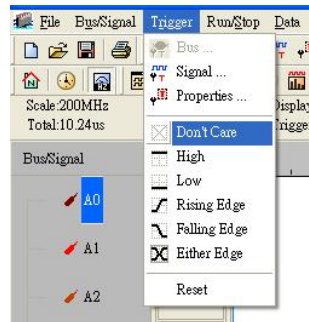 File Bus/Signal Trigger Run/Stop Data
Bus ...
Signal ...
Properties ...
Scale:200MHz
Total:10.24us
Display
Trigge
Don't Care
High
Low
Rising Edge
Falling Edge
Either Edge
Reset
Bus/Signal
A0
A1
A2